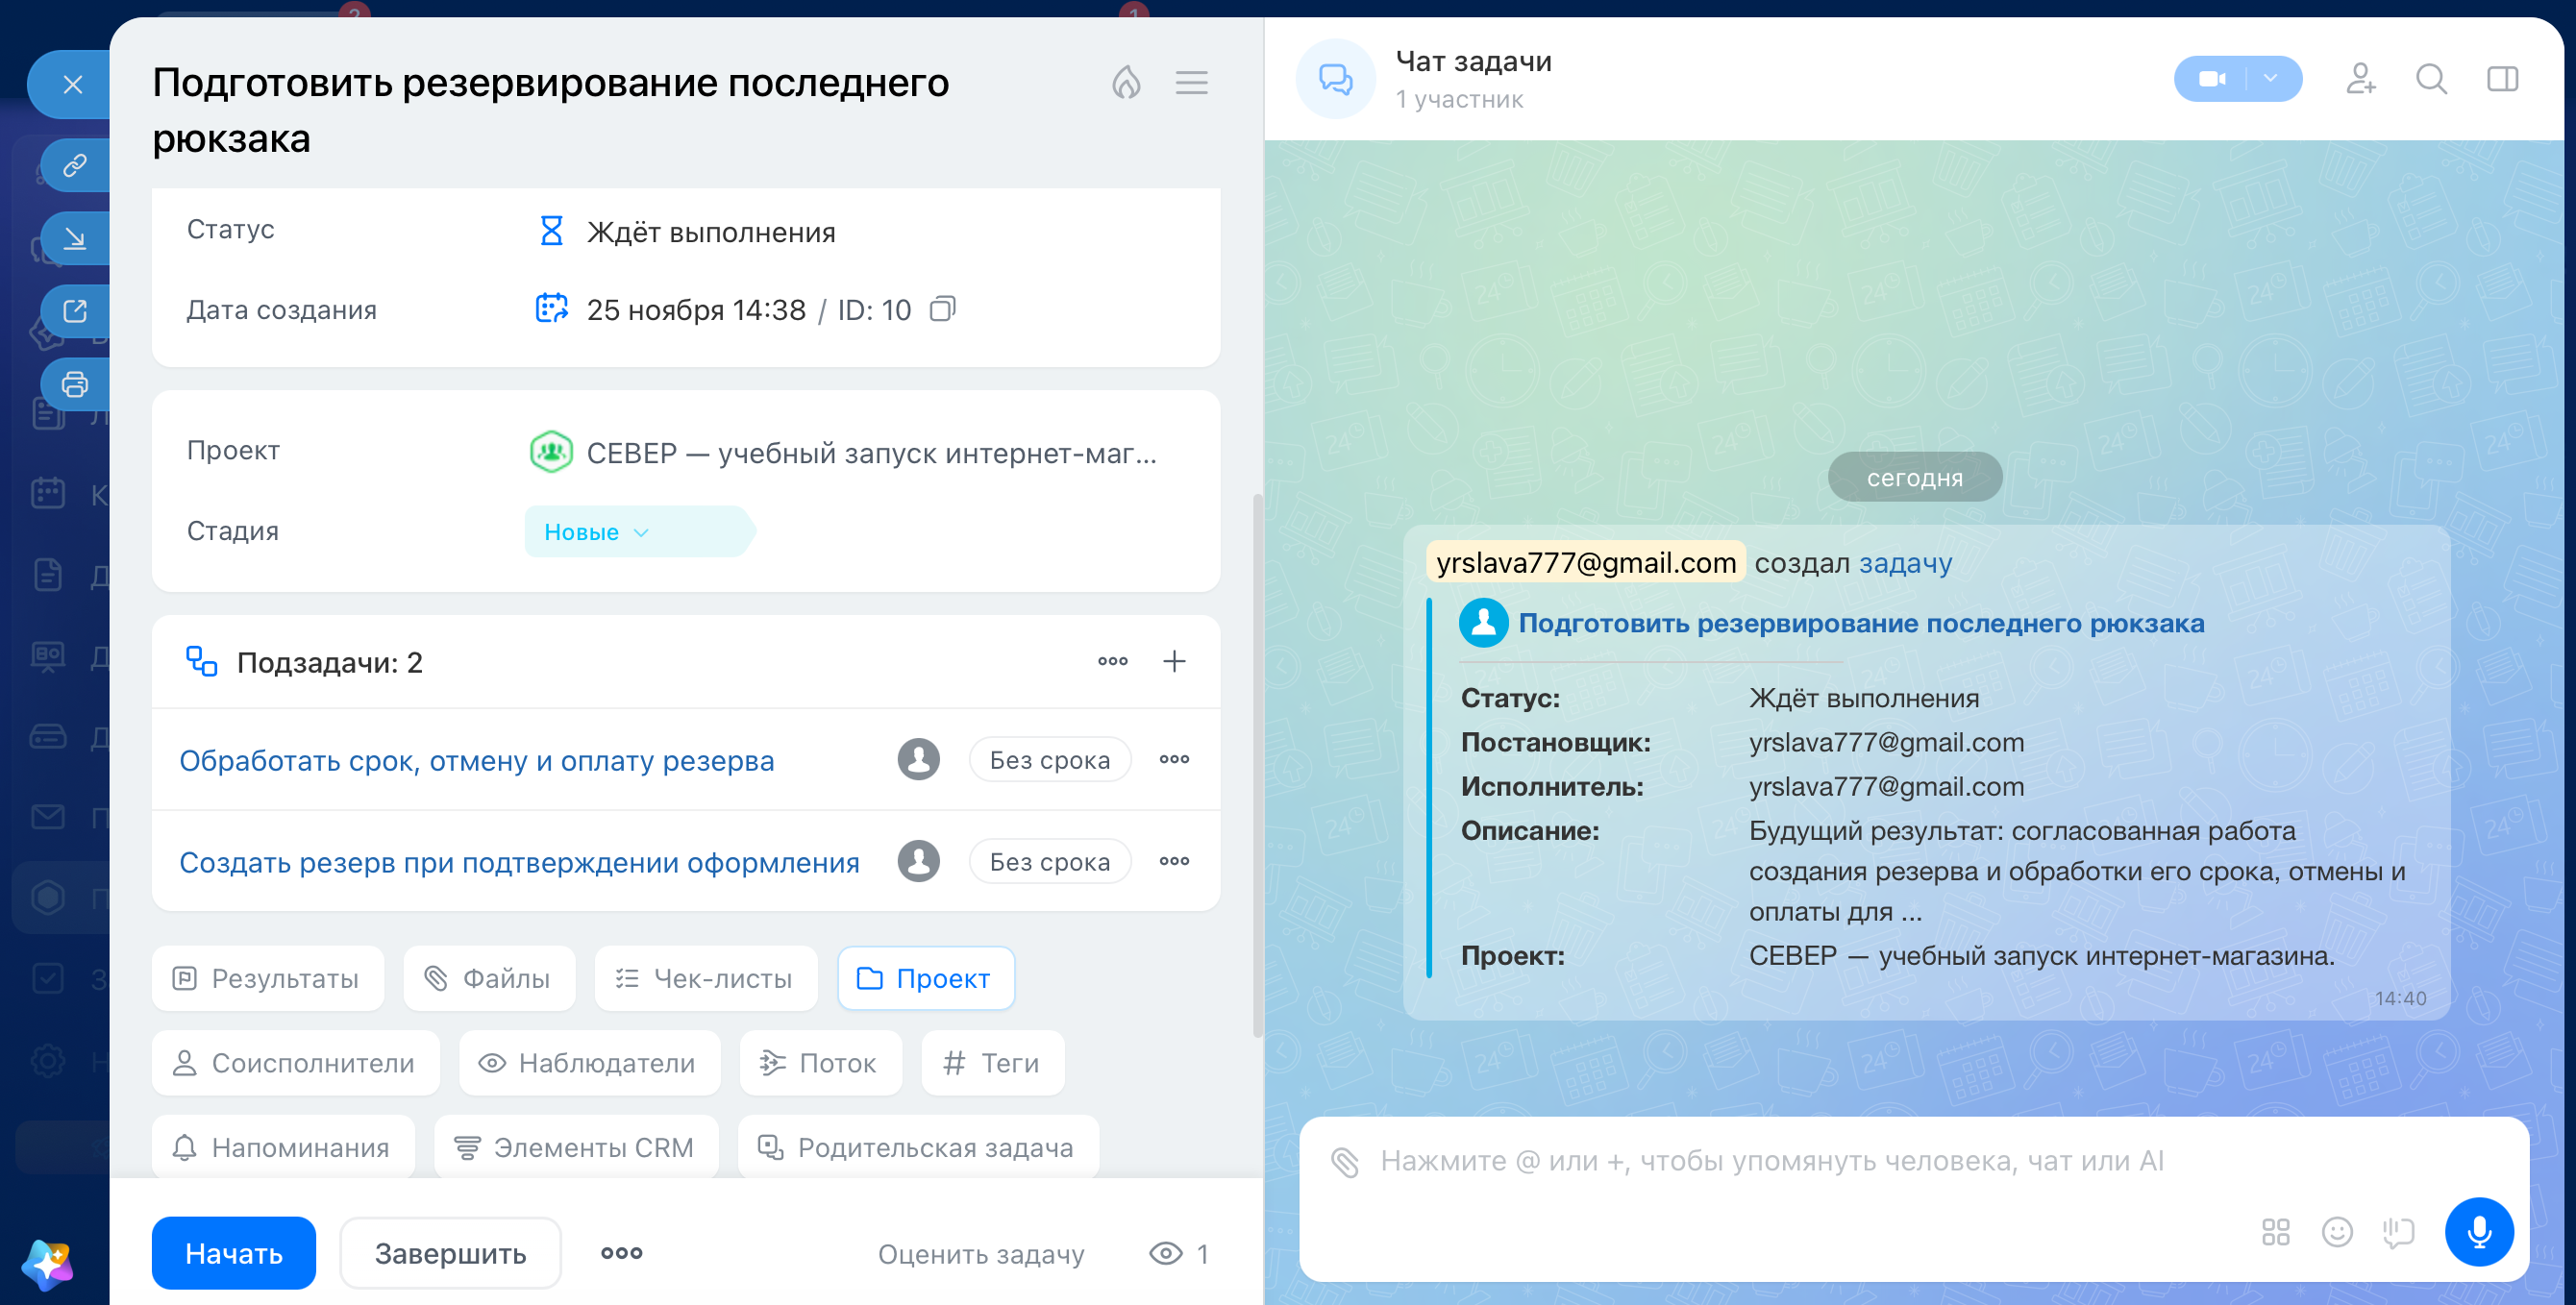 2
1
Подготовить резервирование последнего
рюкзака
Статус
Ждёт выполнения
Дата создания
25 ноября 14:38 / ID: 10
Проект
СЕВЕР — учебный запуск интернет-маг...
Стадия
Новые
Подзадачи: 2
Обработать срок, отмену и оплату резерва
Без срока
Создать резерв при подтверждении оформления
Без срока
Результаты
Файлы
Чек-листы
Проект
Соисполнители
Наблюдатели
Поток
Теги
Напоминания
Элементы CRM
Родительская задача
Начать
Завершить
Оценить задачу
1
Чат задачи
1 участник
сегодня
yrslava777@gmail.com создал задачу
Подготовить резервирование последнего рюкзака
Статус: Ждёт выполнения
Постановщик: yrslava777@gmail.com
Исполнитель: yrslava777@gmail.com
Описание: Будущий результат: согласованная работа
создания резерва и обработки его срока, отмены и
оплаты для ...
Проект: СЕВЕР — учебный запуск интернет-магазина.
14:40
Нажмите @ или +, чтобы упомянуть человека, чат или AI